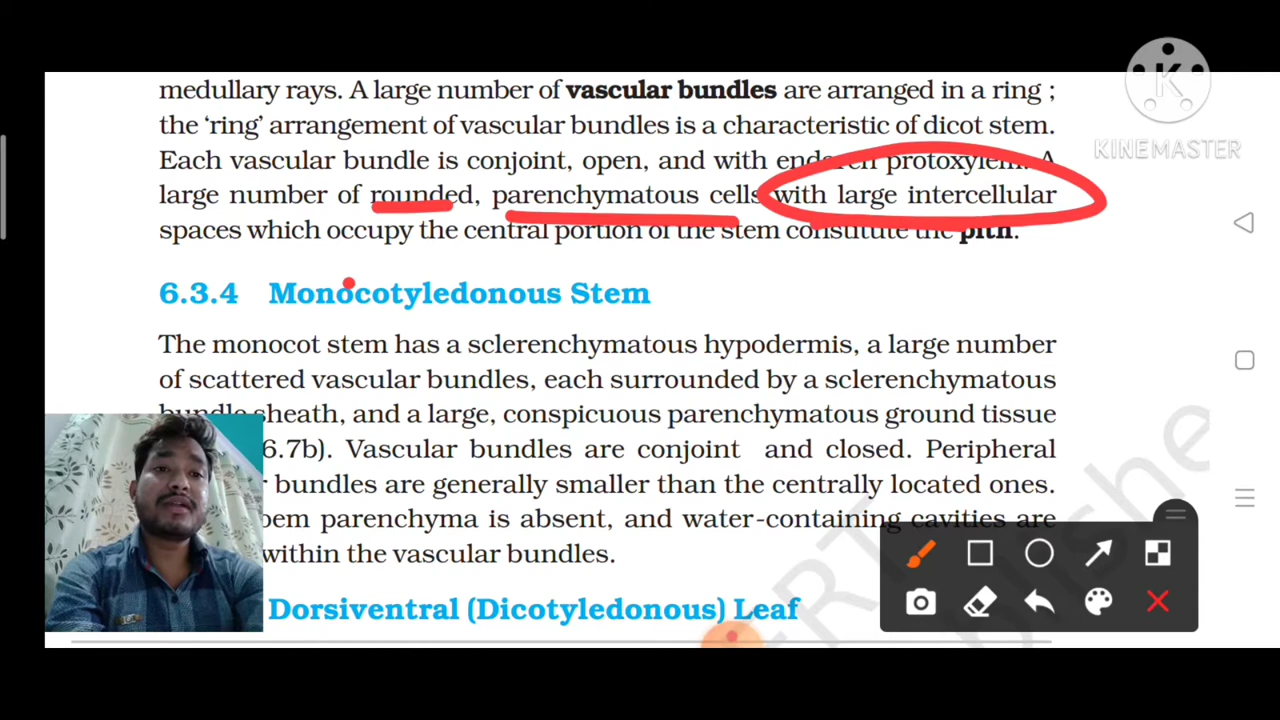 medullary rays. A large number of vascular bundles are arranged in a ring ;
the ‘ring’ arrangement of vascular bundles is a characteristic of dicot stem.
Each vascular bundle is conjoint, open, and with endarch protoxylem. A
large number of rounded, parenchymatous cells with large intercellular
spaces which occupy the central portion of the stem constitute the pith.
K
KINEMASTER
6.3.4 Monocotyledonous Stem
The monocot stem has a sclerenchymatous hypodermis, a large number
of scattered vascular bundles, each surrounded by a sclerenchymatous
bundle sheath, and a large, conspicuous parenchymatous ground tissue
6.7b). Vascular bundles are conjoint and closed. Peripheral
bundles are generally smaller than the centrally located ones.
parenchyma is absent, and water-containing cavities are
within the vascular bundles.
Dorsiventral (Dicotyledonous) Leaf